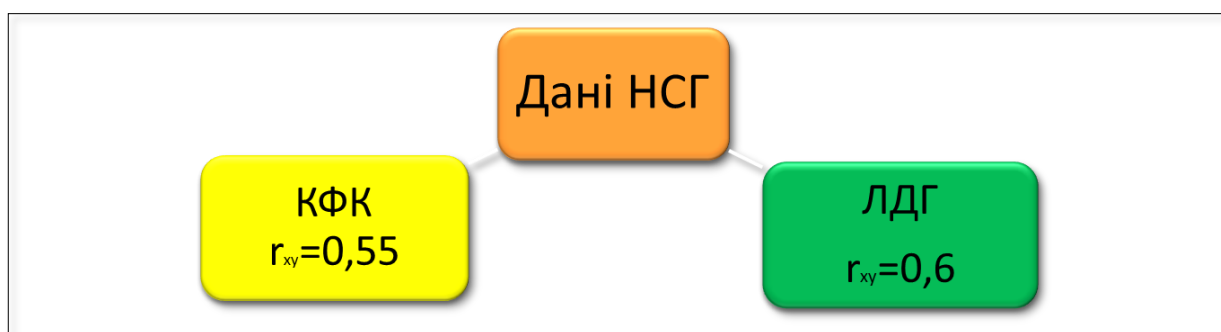 Дані НСГ
КФК
rxy=0,55
ЛДГ
rxy=0,6